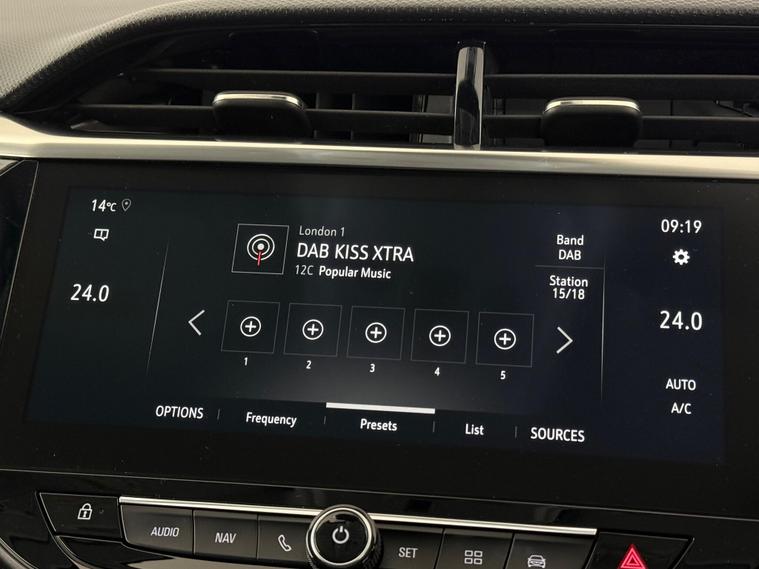 14°C
09:19
London 1
DAB KISS XTRA
12C Popular Music
Band
DAB
Station
15/18
24.0
24.0
1
2
3
4
5
AUTO
A/C
OPTIONS
Frequency
Presets
List
SOURCES
AUDIO
NAV
SET